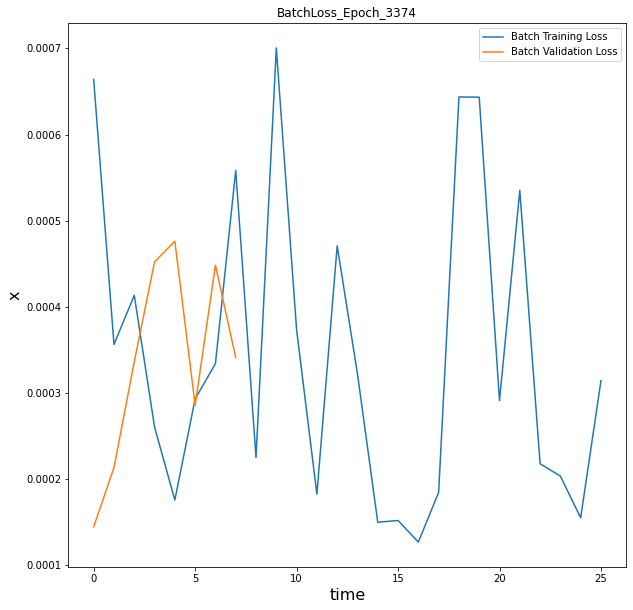 BatchLoss_Epoch_3374
Batch Training Loss
Batch Validation Loss
0.0007
0.0006
0.0005
0.0004
0.0003
0.0002
0.0001
x
0 5 10 15 20 25
time